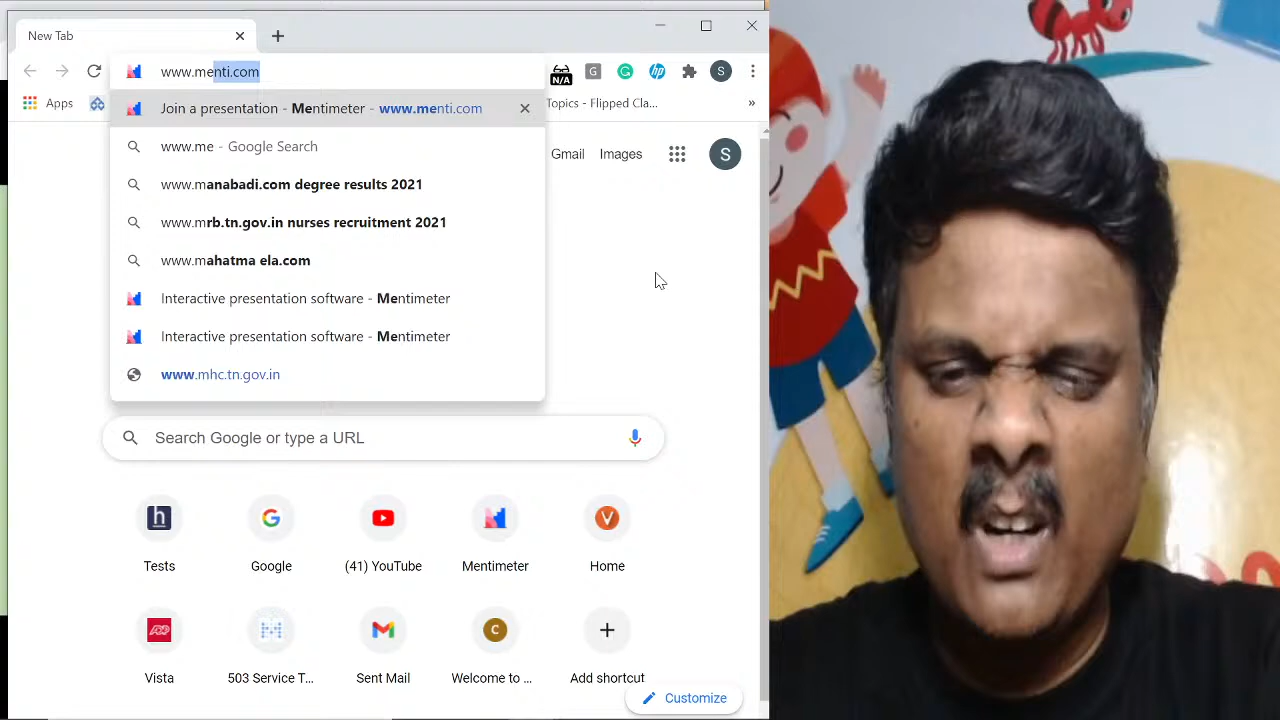 New Tab
www.menti.com
N/A
G
S
Apps
Topics - Flipped Cla...
»
Join a presentation - Mentimeter - www.menti.com
www.me - Google Search
www.manabadi.com degree results 2021
www.mrb.tn.gov.in nurses recruitment 2021
www.mahatma ela.com
Interactive presentation software - Mentimeter
Interactive presentation software - Mentimeter
www.mhc.tn.gov.in
Gmail
Images
S
Search Google or type a URL
Tests
Google
(41) YouTube
Mentimeter
Home
Vista
503 Service T...
Sent Mail
Welcome to ...
Add shortcut
Customize